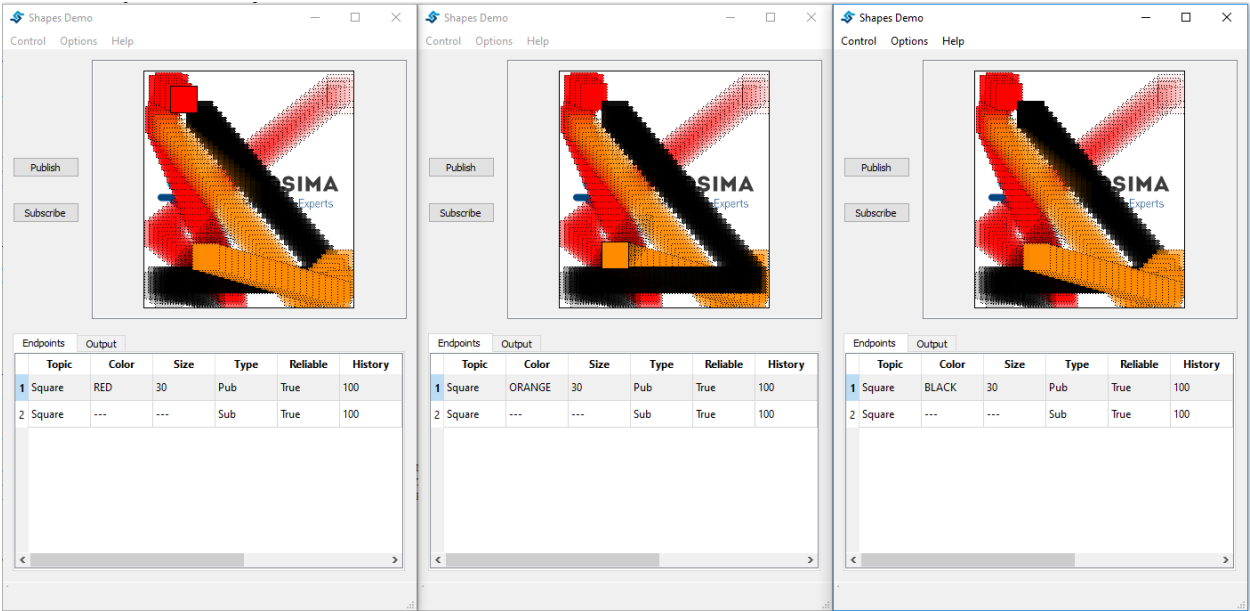 Shapes Demo
Control Options Help
Publish
Subscribe
SIMA
Experts
Endpoints Output
Topic Color Size Type Reliable History
1 Square RED 30 Pub True 100
2 Square --- --- Sub True 100
Shapes Demo
Control Options Help
Publish
Subscribe
SIMA
Experts
Endpoints Output
Topic Color Size Type Reliable History
1 Square ORANGE 30 Pub True 100
2 Square --- --- Sub True 100
Shapes Demo
Control Options Help
Publish
Subscribe
SIMA
Experts
Endpoints Output
Topic Color Size Type Reliable History
1 Square BLACK 30 Pub True 100
2 Square --- --- Sub True 100